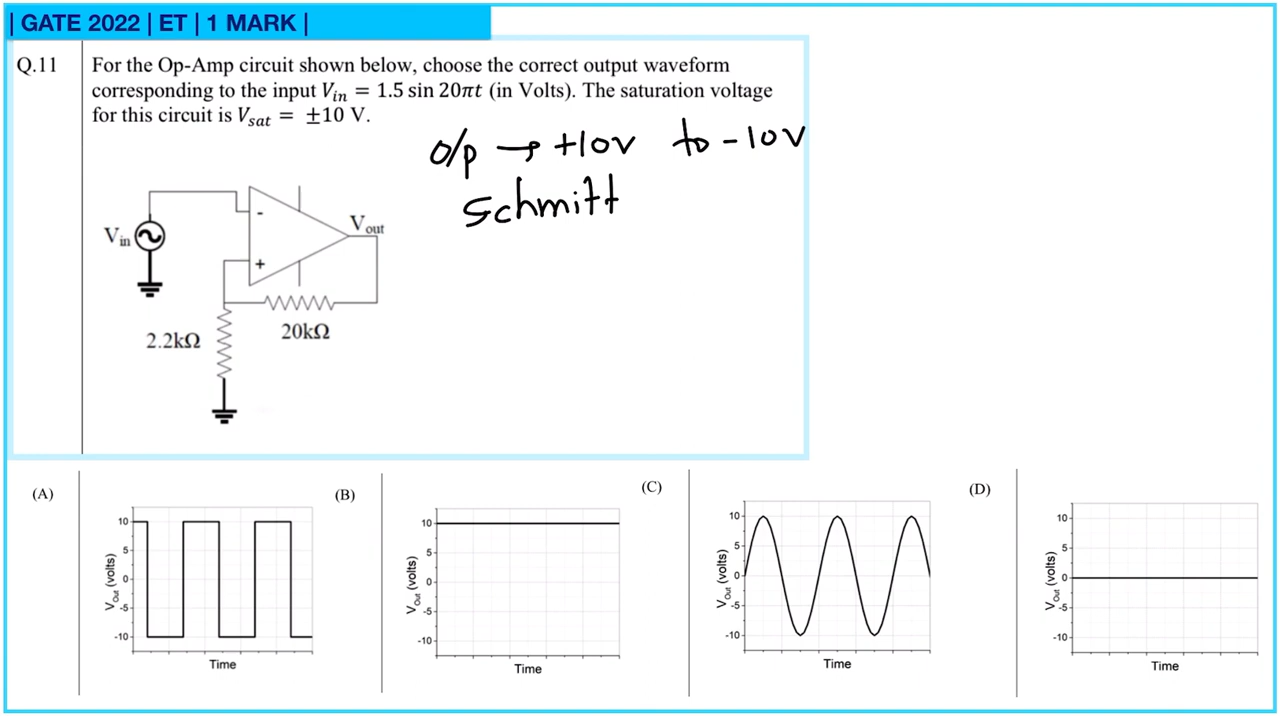 | GATE 2022 | ET | 1 MARK |
Q.11
For the Op-Amp circuit shown below, choose the correct output waveform
corresponding to the input Vin = 1.5 sin 20πt (in Volts). The saturation voltage
for this circuit is Vsat = ±10 V.
o/p → +10V to -10V
Schmitt
-
Vout
Vin
+
20kΩ
2.2kΩ
(A)
10
5
0
-5
-10
VOut (volts)
Time
(B)
10
5
0
-5
-10
VOut (volts)
Time
(C)
10
5
0
-5
-10
VOut (volts)
Time
(D)
10
5
0
-5
-10
VOut (volts)
Time